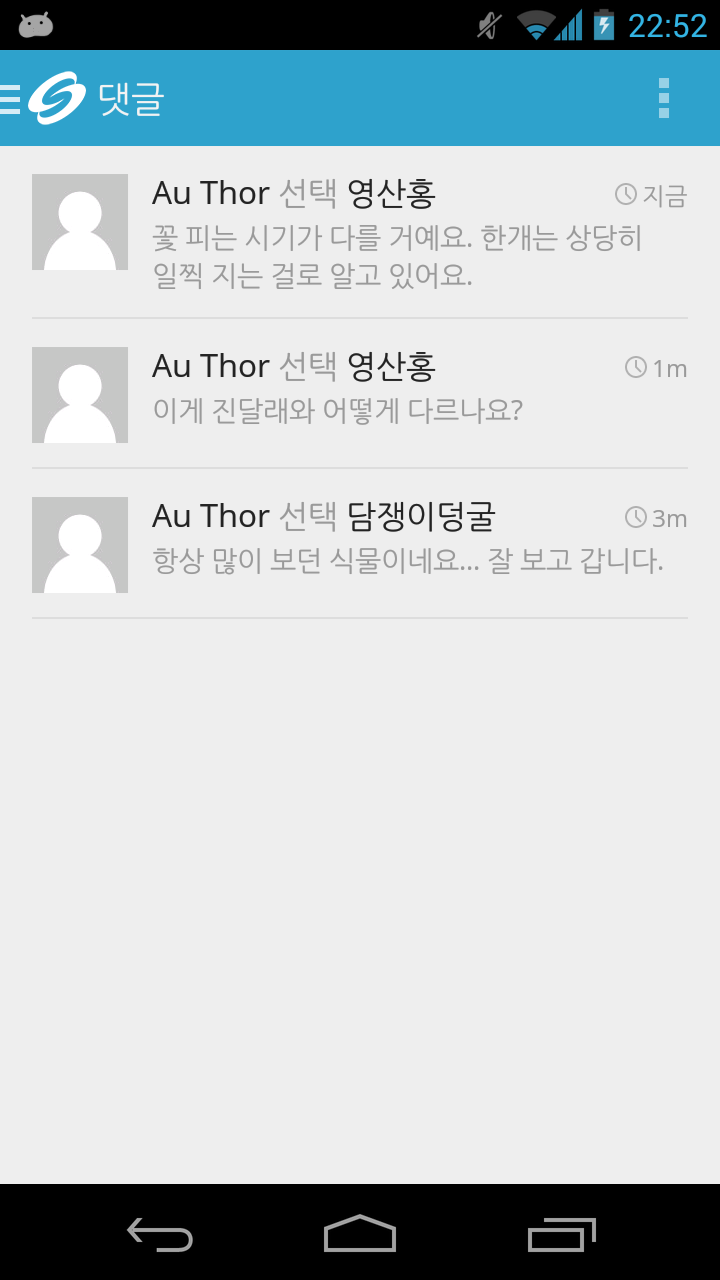 22:52
댓글
Au Thor 선택 영산홍 지금
꽃 피는 시기가 다를 거예요. 한개는 상당히
일찍 지는 걸로 알고 있어요.
Au Thor 선택 영산홍 1m
이게 진달래와 어떻게 다르나요?
Au Thor 선택 담쟁이덩굴 3m
항상 많이 보던 식물이네요... 잘 보고 갑니다.